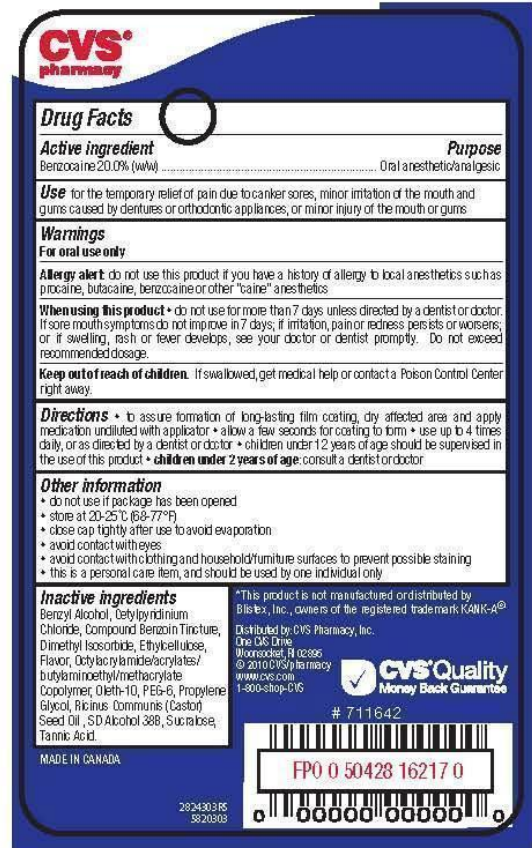 CVS®
pharmacy
Drug Facts
Active ingredient Purpose
Benzocaine 20.0% (w/w) ........................................................ Oral anesthetic/analgesic
Use for the temporary relief of pain due to canker sores, minor irritation of the mouth and
gums caused by dentures or orthodontic appliances, or minor injury of the mouth or gums
Warnings
For oral use only
Allergy alert: do not use this product if you have a history of allergy to local anesthetics such as
procaine, butacaine, benzocaine or other "caine" anesthetics
When using this product • do not use for more than 7 days unless directed by a dentist or doctor.
If sore mouth symptoms do not improve in 7 days; if irritation, pain or redness persists or worsens;
or if swelling, rash or fever develops, see your doctor or dentist promptly. Do not exceed
recommended dosage.
Keep out of reach of children. If swallowed, get medical help or contact a Poison Control Center
right away.
Directions • to assure formation of long-lasting film coating, dry affected area and apply
medication undiluted with applicator • allow a few seconds for coating to form • use up to 4 times
daily, or as directed by a dentist or doctor • children under 12 years of age should be supervised in
the use of this product • children under 2 years of age: consult a dentist or doctor
Other information
• do not use if package has been opened
• store at 20-25°C (68-77°F)
• close cap tightly after use to avoid evaporation
• avoid contact with eyes
• avoid contact with clothing and household/furniture surfaces to prevent possible staining
• this is a personal care item, and should be used by one individual only
Inactive ingredients
Benzyl Alcohol, Cetylpyridinium
Chloride, Compound Benzoin Tincture,
Dimethyl Isosorbide, Ethylcellulose,
Flavor, Octylacrylamide/acrylates/
butylaminoethyl/methacrylate
Copolymer, Oleth-10, PEG-6, Propylene
Glycol, Ricinus Communis (Castor)
Seed Oil , SD Alcohol 38B, Sucralose,
Tannic Acid.
MADE IN CANADA
2824303 RS
5820303
*This product is not manufactured or distributed by
Blistex, Inc., owners of the registered trademark KANK-A®
Distributed by: CVS Pharmacy, Inc.
One CVS Drive
Woonsocket, RI 02895
© 2010 CVS/pharmacy
www.cvs.com
1-800-shop-CVS
CVS® Quality
Money Back Guarantee
# 711642
FPO 0 50428 16217 0
0 00000 00000 0